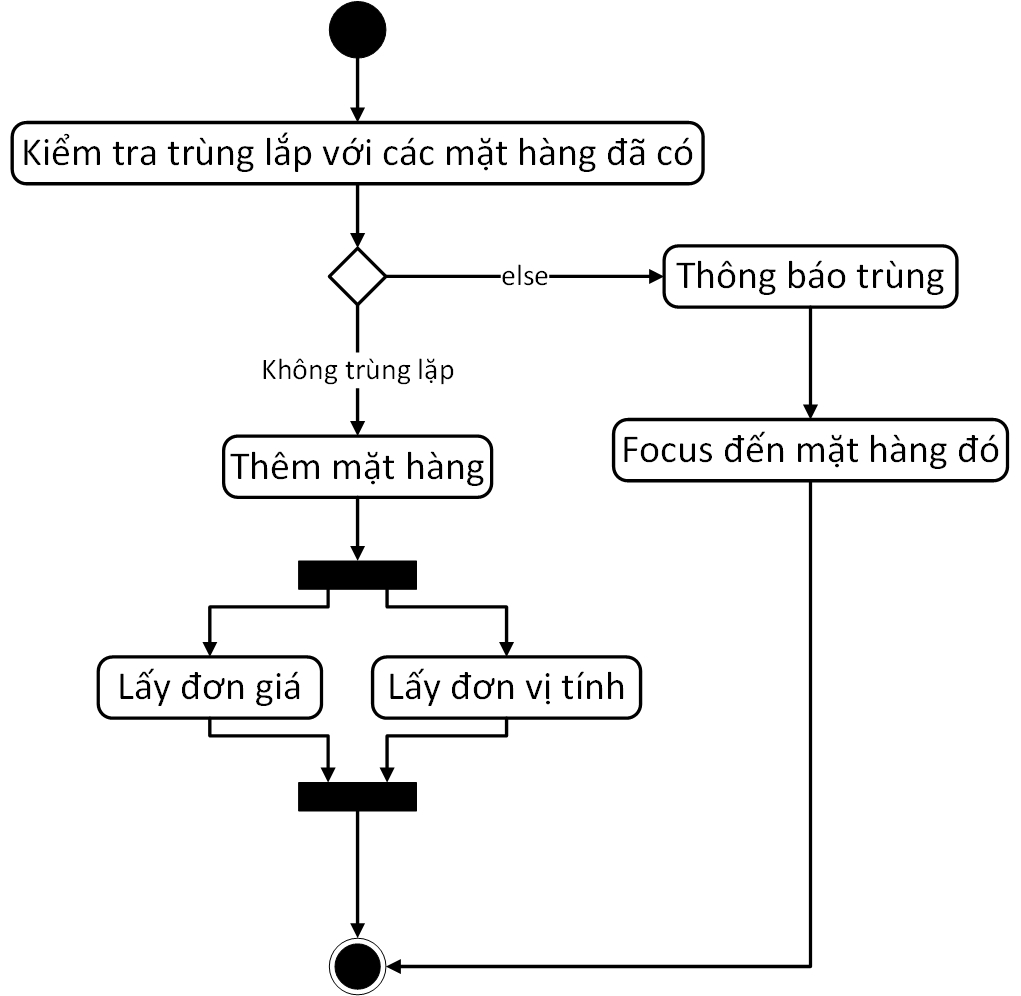 Kiểm tra trùng lắp với các mặt hàng đã có
else
Thông báo trùng
Không trùng lặp
Focus đến mặt hàng đó
Thêm mặt hàng
Lấy đơn giá
Lấy đơn vị tính